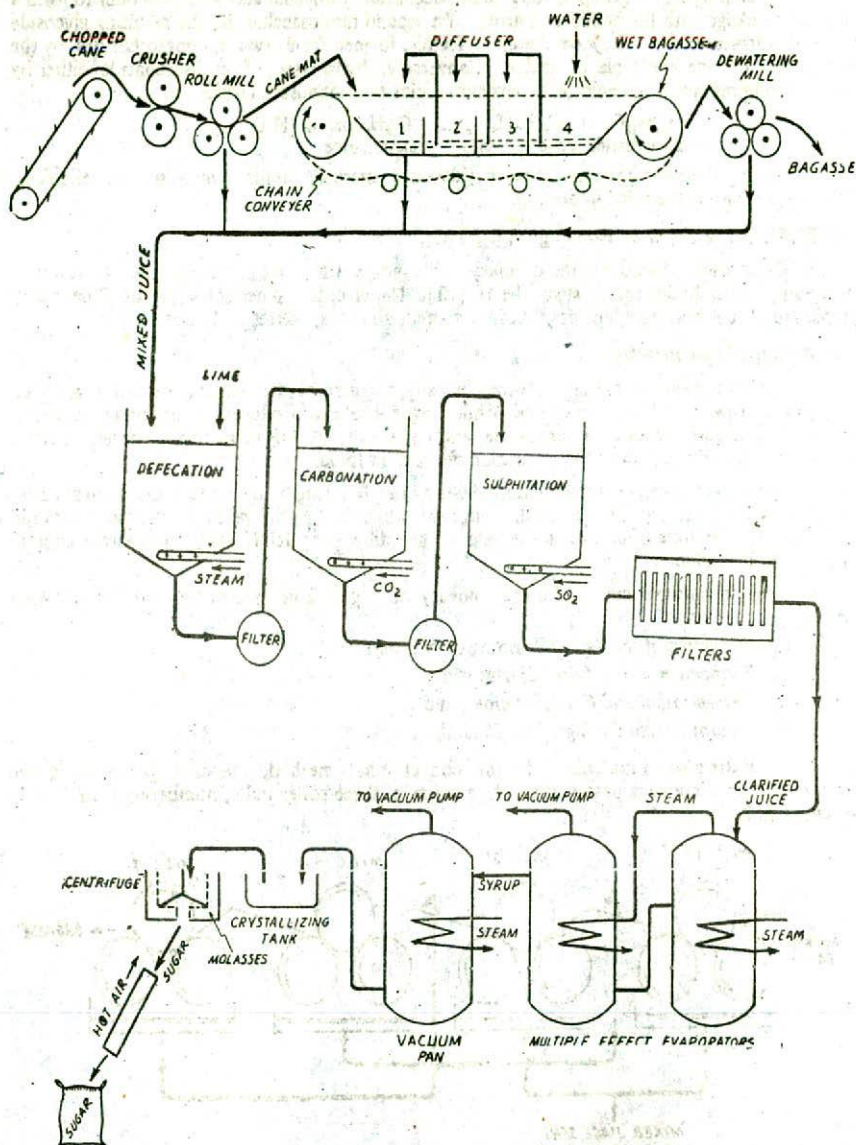 CHOPPED
CANE
CRUSHER
ROLL MILL
CANE MAT
DIFFUSER
WATER
WET BAGASSE
DEWATERING
MILL
1 2 3 4
CHAIN
CONVEYER
BAGASSE
MIXED JUICE
LIME
DEFECATION
CARBONATION
SULPHITATION
STEAM
CO2
SO2
FILTER
FILTER
FILTERS
TO VACUUM PUMP
TO VACUUM PUMP
STEAM
CLARIFIED
JUICE
CENTRIFUGE
CRYSTALLIZING
TANK
MOLASSES
SYRUP
STEAM
STEAM
HOT AIR
SUGAR
VACUUM
PAN
MULTIPLE EFFECT EVAPORATORS
SUGAR